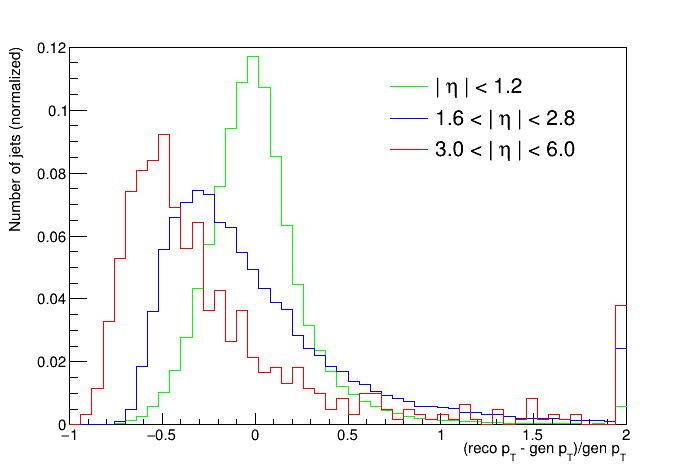 Number of jets (normalized)
0.12
0.1
0.08
0.06
0.04
0.02
0
| η | < 1.2
1.6 < | η | < 2.8
3.0 < | η | < 6.0
−1 −0.5 0 0.5 1 1.5 2
(reco p_T - gen p_T)/gen p_T